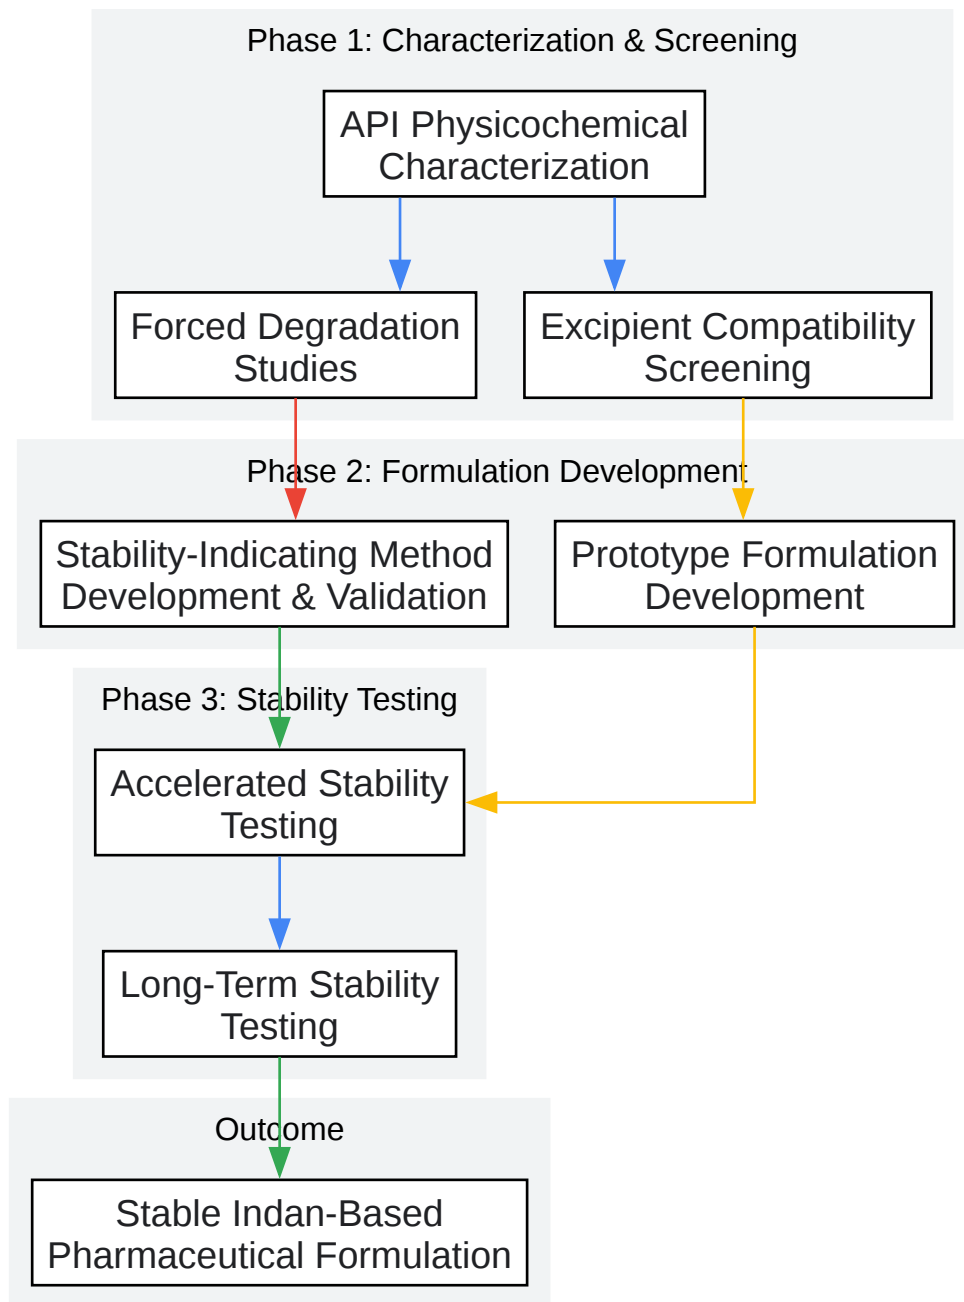 Phase 1: Characterization & Screening
API Physicochemical
Characterization
Forced Degradation
Studies
Excipient Compatibility
Screening
Phase 2: Formulation Development
Stability-Indicating Method
Development & Validation
Prototype Formulation
Development
Phase 3: Stability Testing
Accelerated Stability
Testing
Long-Term Stability
Testing
Outcome
Stable Indan-Based
Pharmaceutical Formulation